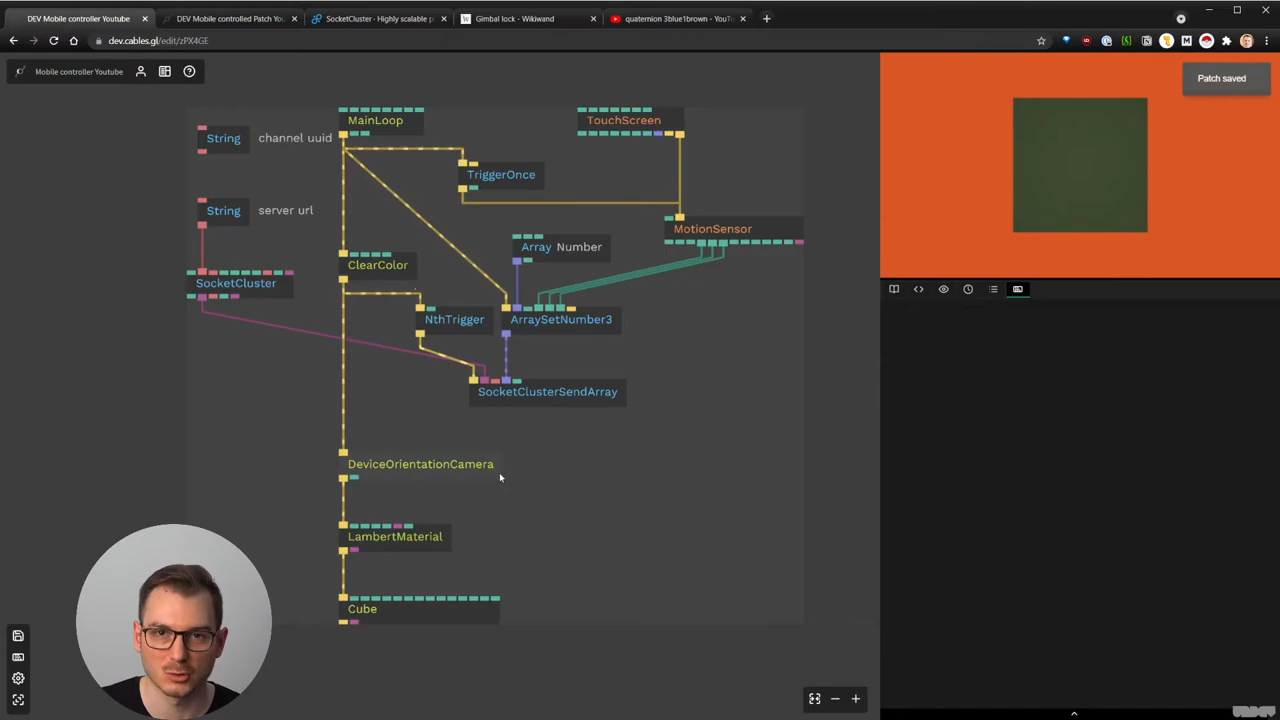 DEV Mobile controller Youtube
DEV Mobile controlled Patch Yo
SocketCluster · Highly scalable p
Gimbal lock - Wikiwand
quaternion 3blue1brown - YouT
dev.cables.gl/edit/zPX4GE
Mobile controller Youtube
Patch saved
MainLoop
TouchScreen
String
channel uuid
TriggerOnce
String
server url
MotionSensor
Array Number
ClearColor
SocketCluster
NthTrigger
ArraySetNumber3
SocketClusterSendArray
DeviceOrientationCamera
LambertMaterial
Cube
UNDEV